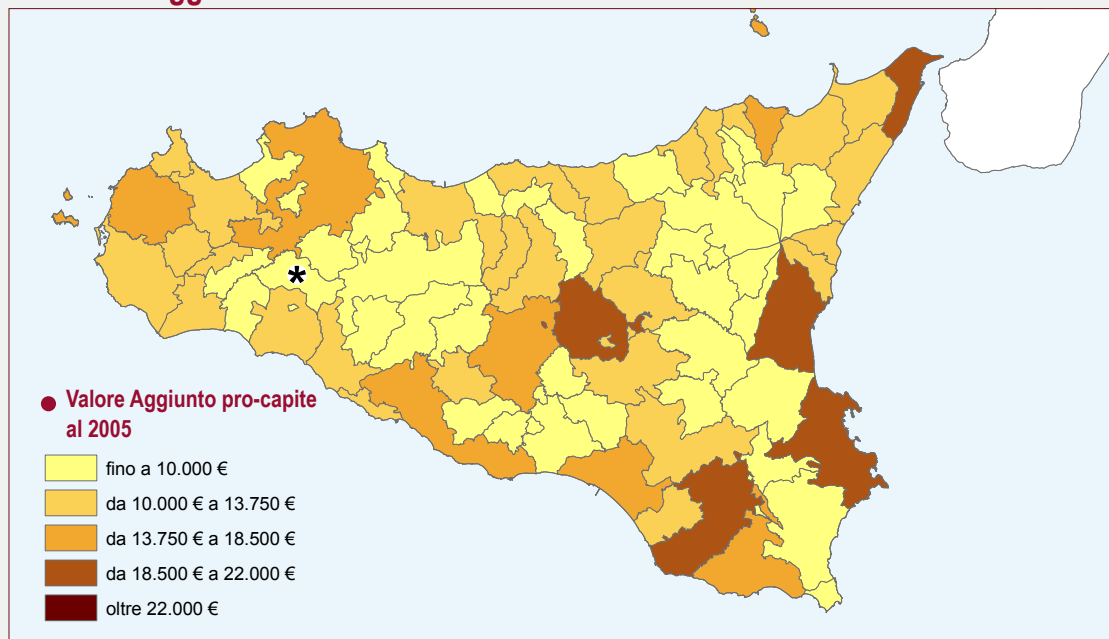 Valore Aggiunto pro-capite
al 2005
fino a 10.000 €
da 10.000 € a 13.750 €
da 13.750 € a 18.500 €
da 18.500 € a 22.000 €
oltre 22.000 €
*